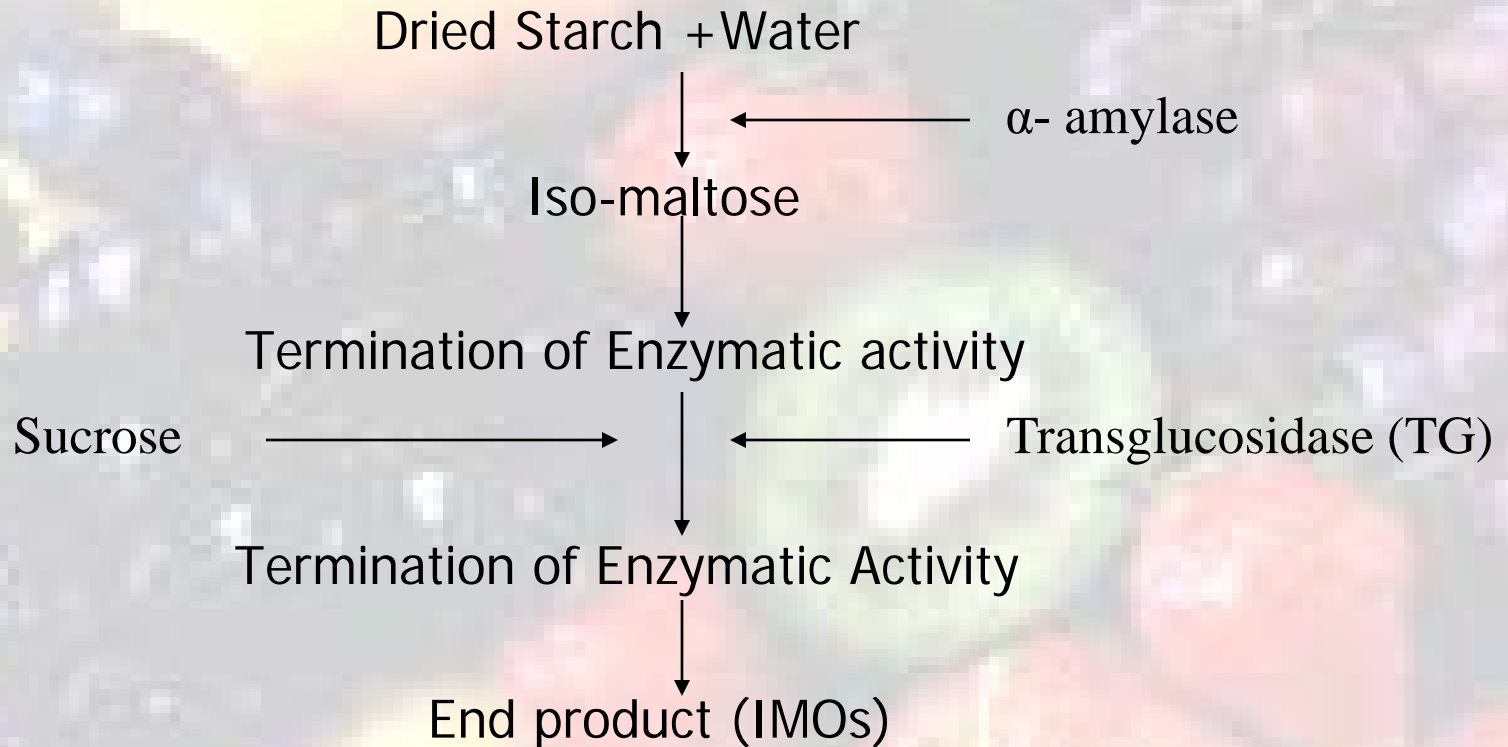 Dried Starch +Water
α- amylase
Iso-maltose
Termination of Enzymatic activity
Sucrose
Transglucosidase (TG)
Termination of Enzymatic Activity
End product (IMOs)